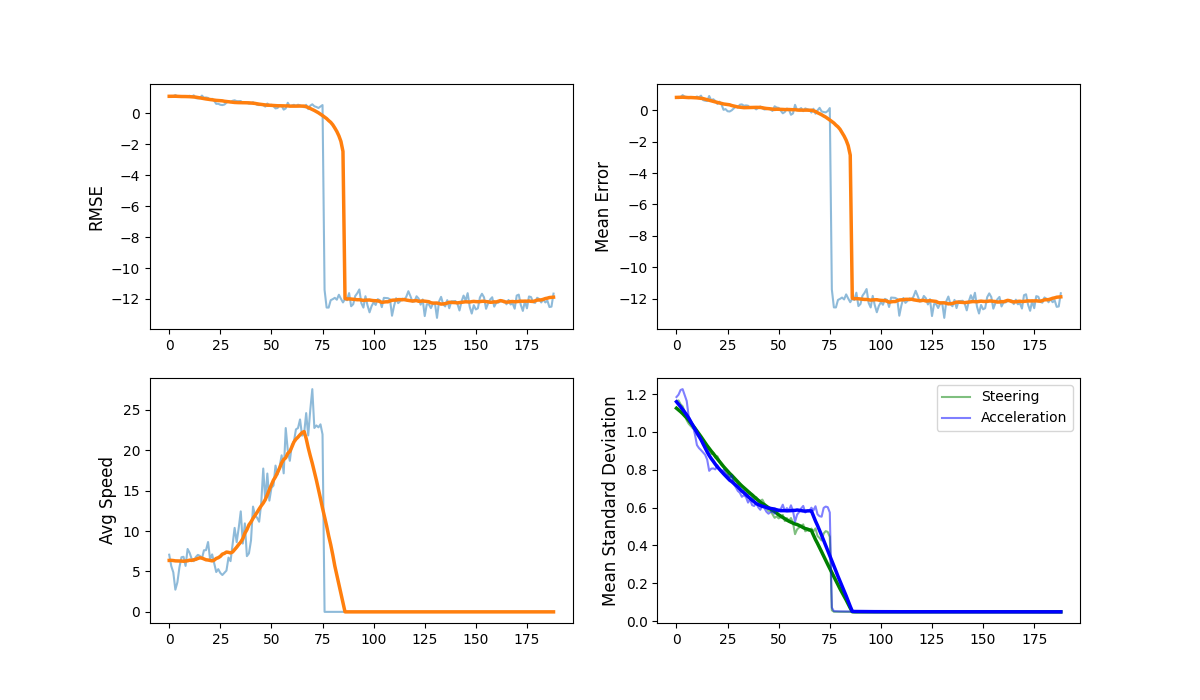 RMSE
0
−2
−4
−6
−8
−10
−12
0 25 50 75 100 125 150 175
Mean Error
0
−2
−4
−6
−8
−10
−12
0 25 50 75 100 125 150 175
Avg Speed
25
20
15
10
5
0
0 25 50 75 100 125 150 175
Mean Standard Deviation
1.2
1.0
0.8
0.6
0.4
0.2
0.0
0 25 50 75 100 125 150 175
Steering
Acceleration